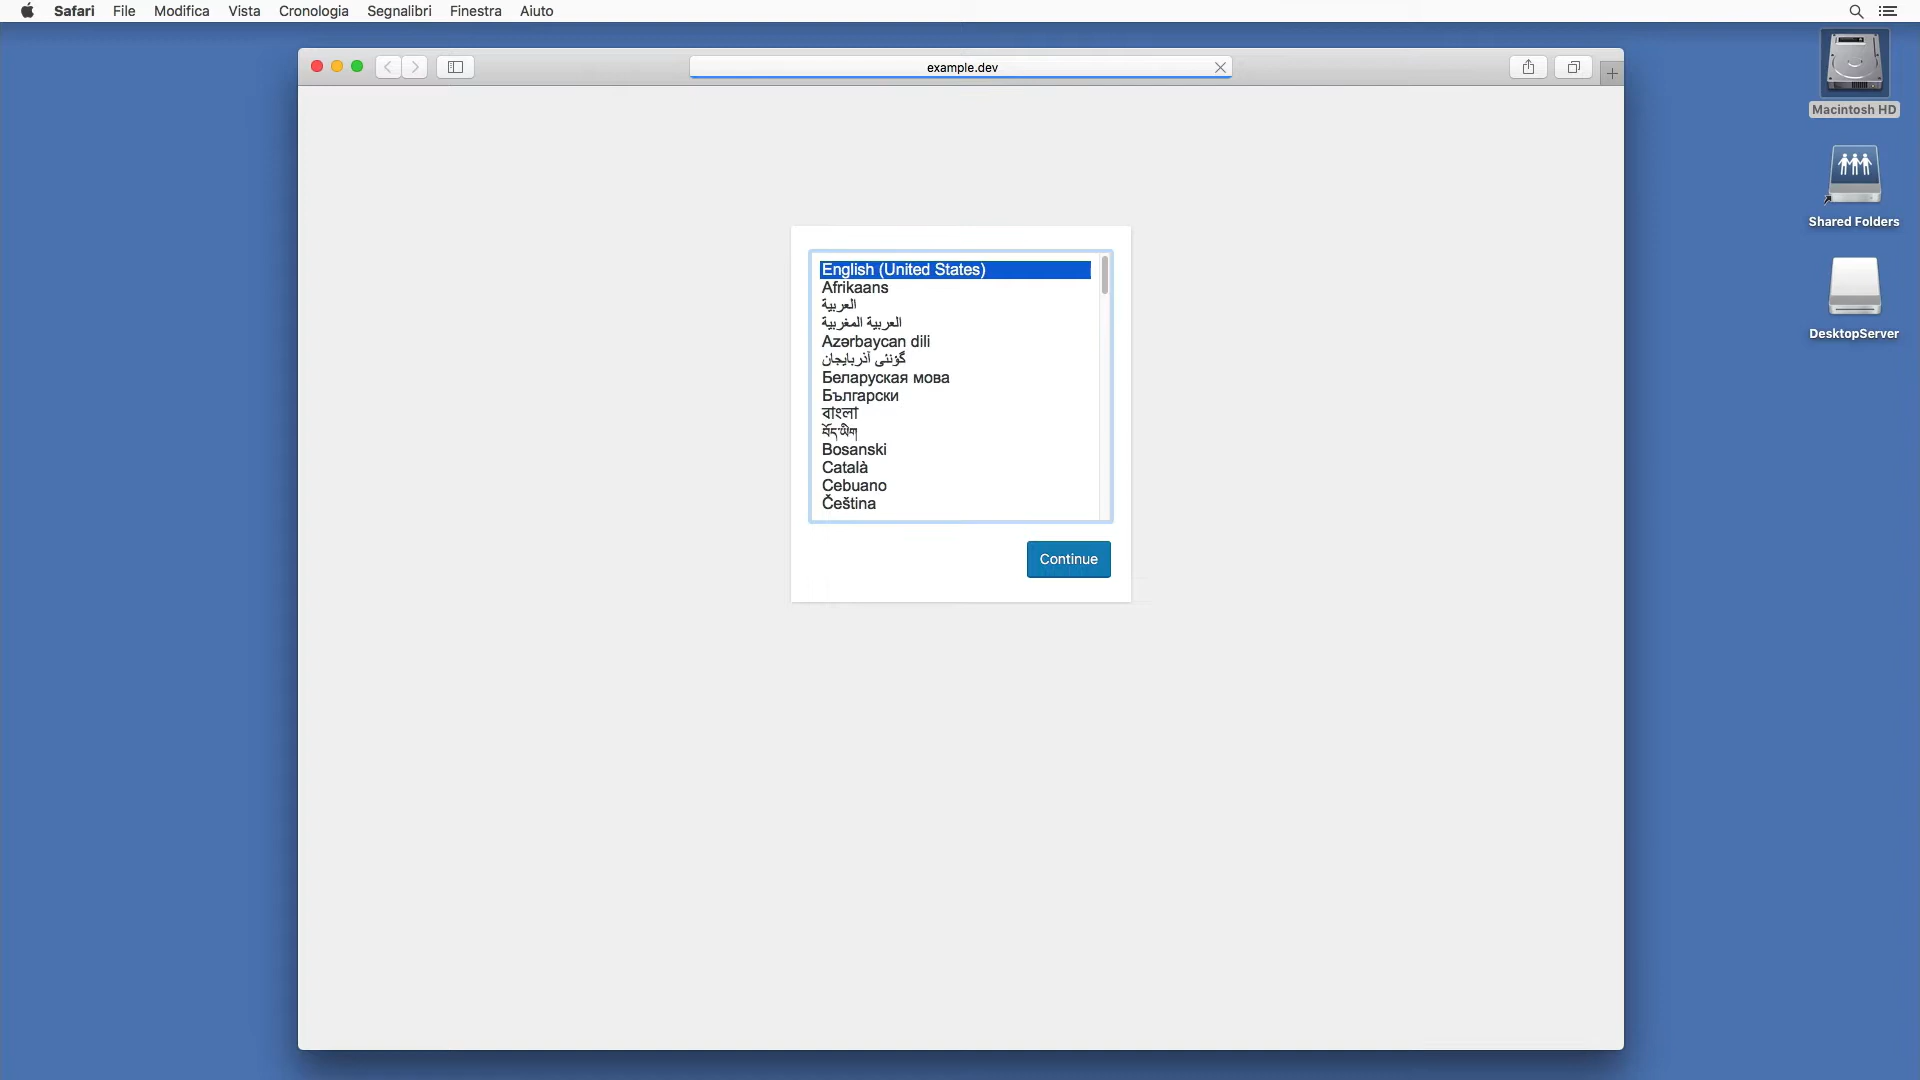 Safari File Modifica Vista Cronologia Segnalibri Finestra Aiuto
example.dev
Macintosh HD
Shared Folders
DesktopServer
English (United States)
Afrikaans
العربية
العربية المغربية
Azərbaycan dili
گؤنئی آذربایجان
Беларуская мова
Български
বাংলা
བོད་ཡིག
Bosanski
Català
Cebuano
Čeština
Continue